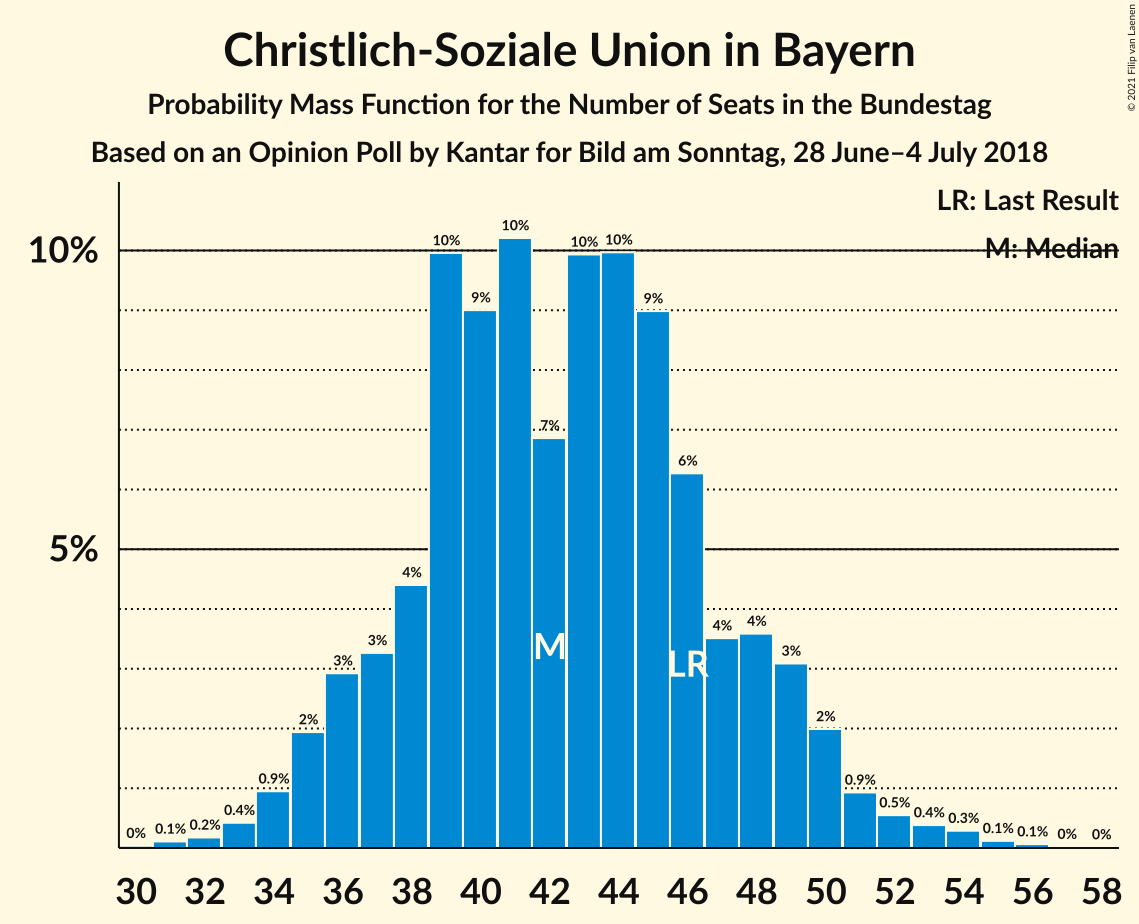 Christlich-Soziale Union in Bayern
Probability Mass Function for the Number of Seats in the Bundestag
Based on an Opinion Poll by Kantar for Bild am Sonntag, 28 June–4 July 2018
© 2021 Filip van Laenen
LR: Last Result
M: Median
10%
5%
0% 0.1% 0.2% 0.4% 0.9% 2% 3% 3% 4% 10% 9% 10% 7% 10% 10% 9% 6% 4% 4% 3% 2% 0.9% 0.5% 0.4% 0.3% 0.1% 0.1% 0% 0%
M
LR
30 32 34 36 38 40 42 44 46 48 50 52 54 56 58